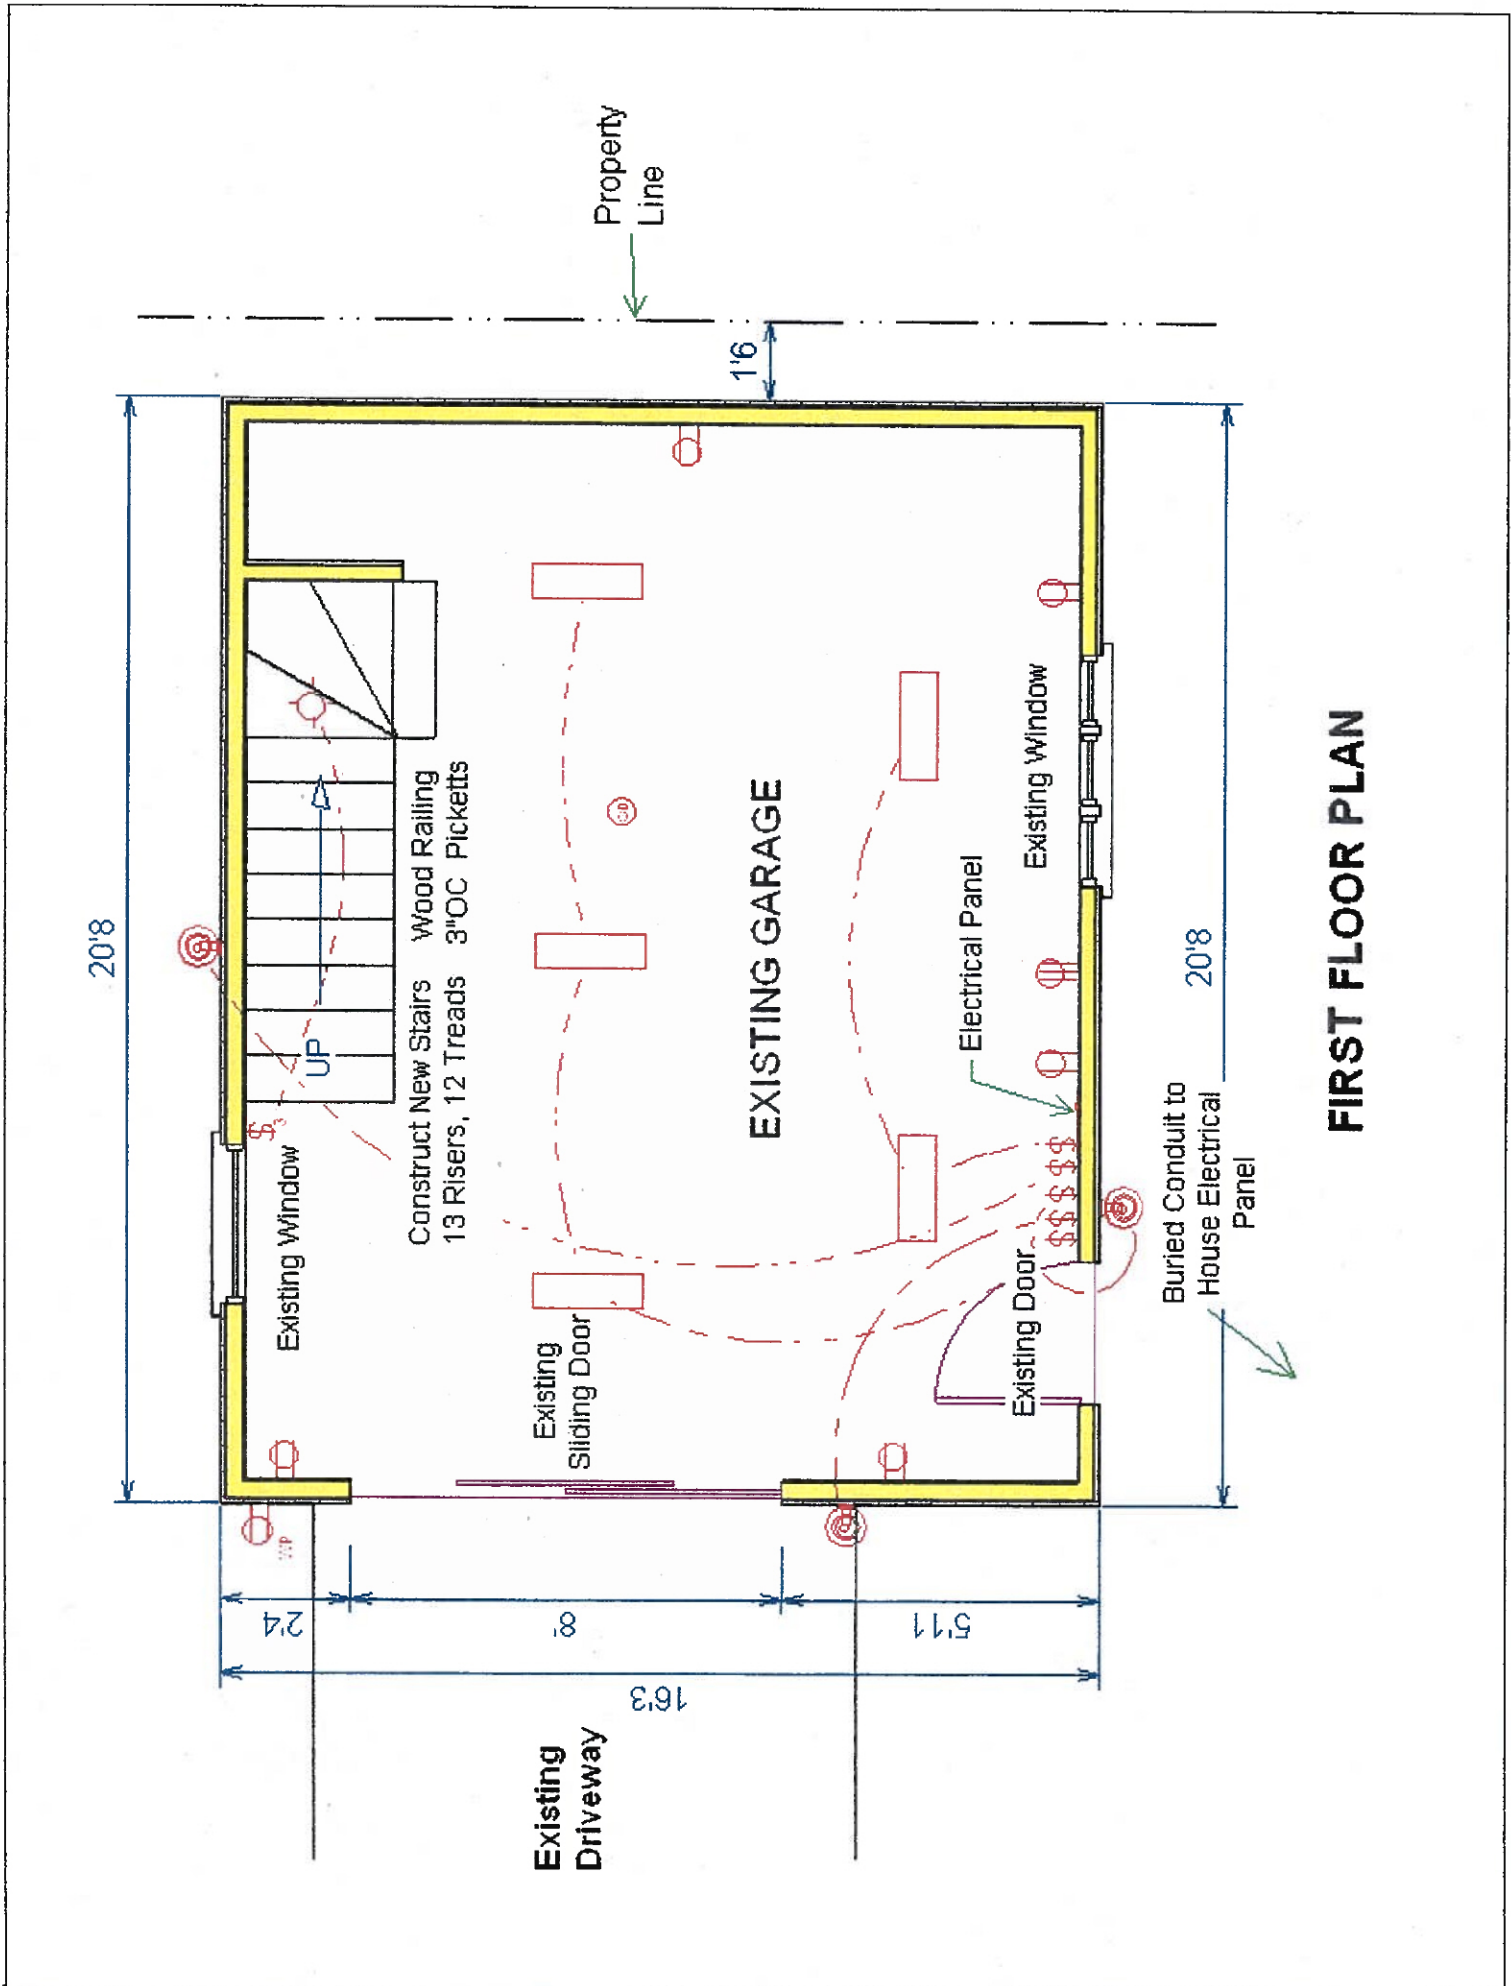 20'8
Existing Window
UP
$3
Construct New Stairs Wood Railing
13 Risers, 12 Treads 3"OC Picketts
Property
Line
1'6
WP
Existing
Sliding Door
EXISTING GARAGE
Electrical Panel
Existing Window
Existing Door
$ $ $ $ $
2'4
8'
5'11
16'3
Existing
Driveway
20'8
Buried Conduit to
House Electrical
Panel
FIRST FLOOR PLAN